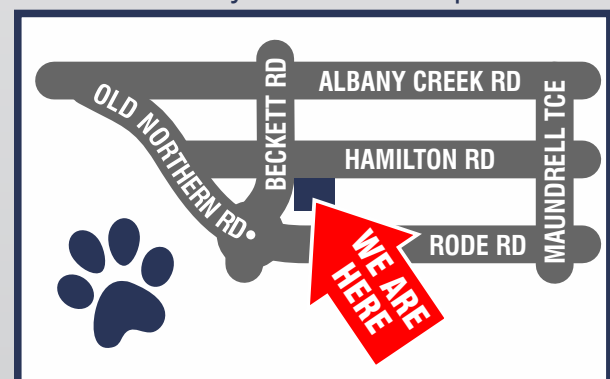 ALBANY CREEK RD
BECKETT RD
OLD NORTHERN RD
HAMILTON RD
MAUNDRELL TCE
RODE RD
WE ARE
HERE